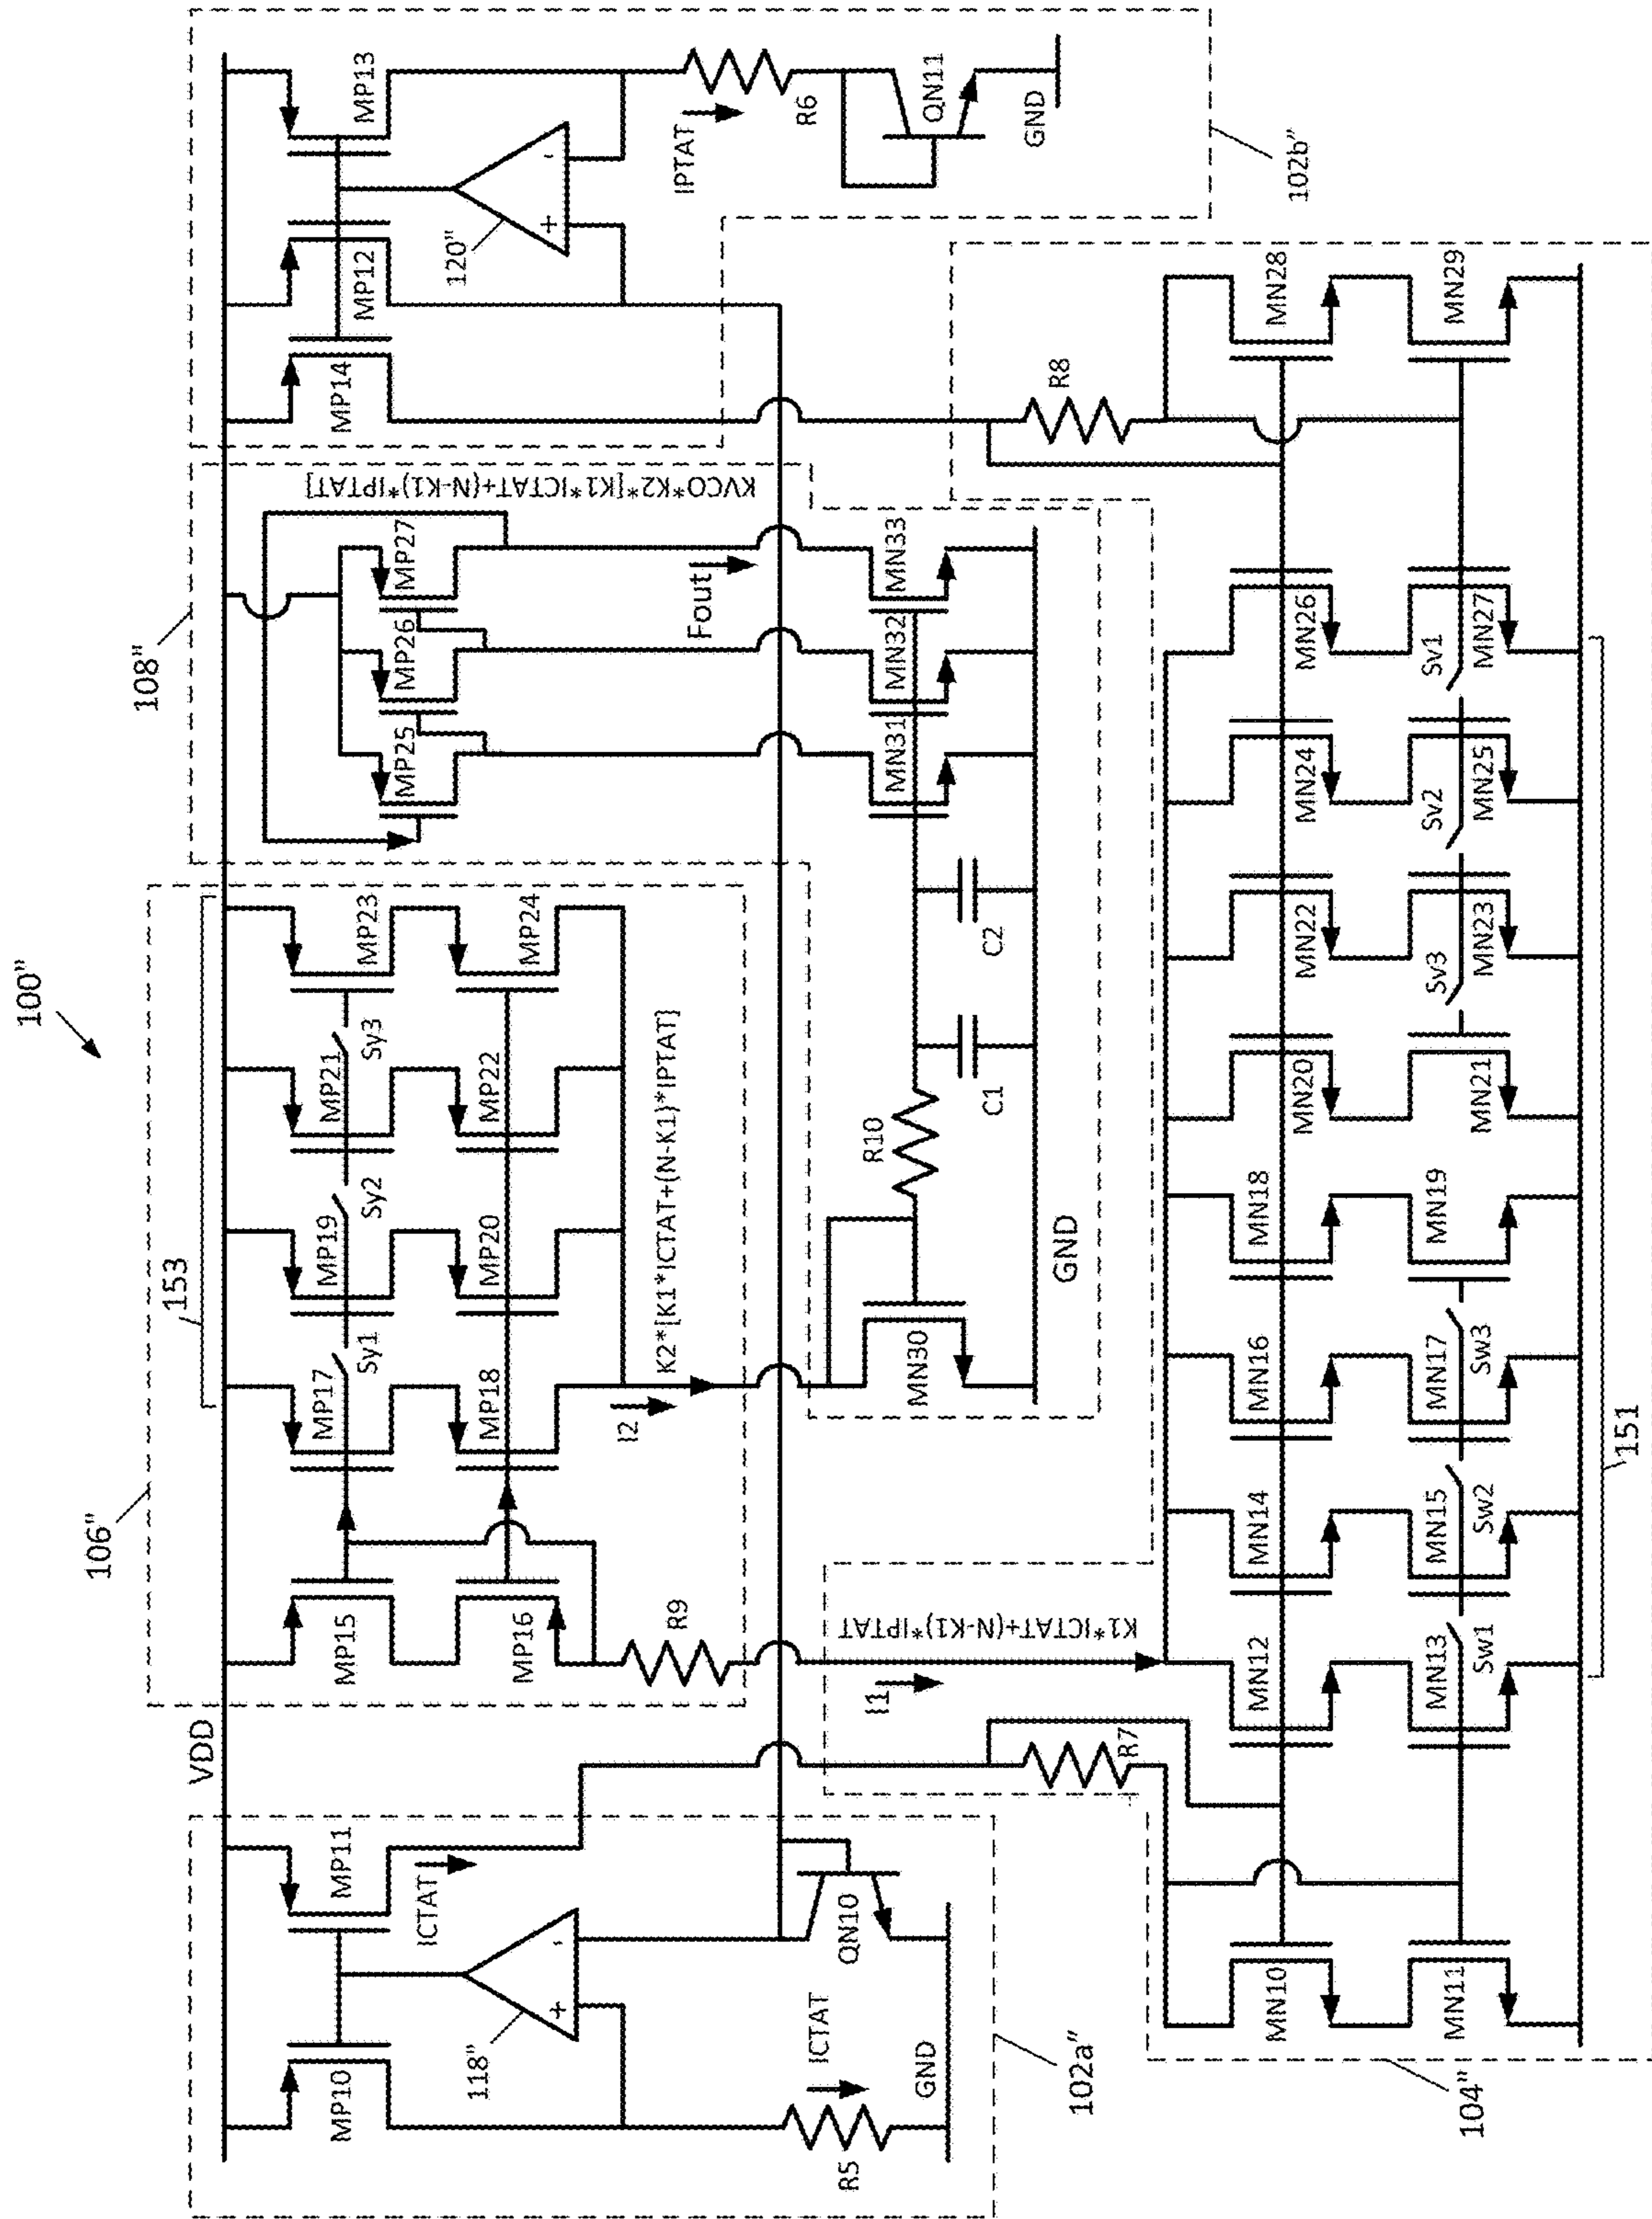 100"
106"
153
108"
VDD
MP10
MP11
ICTAT
118"
+
-
ICTAT
R5
QN10
GND
102a"
MP15
MP16
R9
MP17
MP18
Sy1
MP19
MP20
Sy2
MP21
MP22
Sy3
MP23
MP24
I2
K2*[K1*ICTAT+(N-K1)*IPTAT]
MP25
MP26
MP27
Fout
KVCO*K2*[K1*ICTAT+(N-K1)*IPTAT]
MP14
MP12
MP13
120"
+
-
IPTAT
R6
QN11
GND
102b"
I1
K1*ICTAT+(N-K1)*IPTAT
MN30
R10
C1
C2
MN31
MN32
MN33
GND
R7
R8
MN10
MN11
MN12
MN13
Sw1
MN14
MN15
Sw2
MN16
MN17
Sw3
MN18
MN19
MN20
MN21
Sv3
MN22
MN23
Sv2
MN24
MN25
Sv1
MN26
MN27
MN28
MN29
104"
151